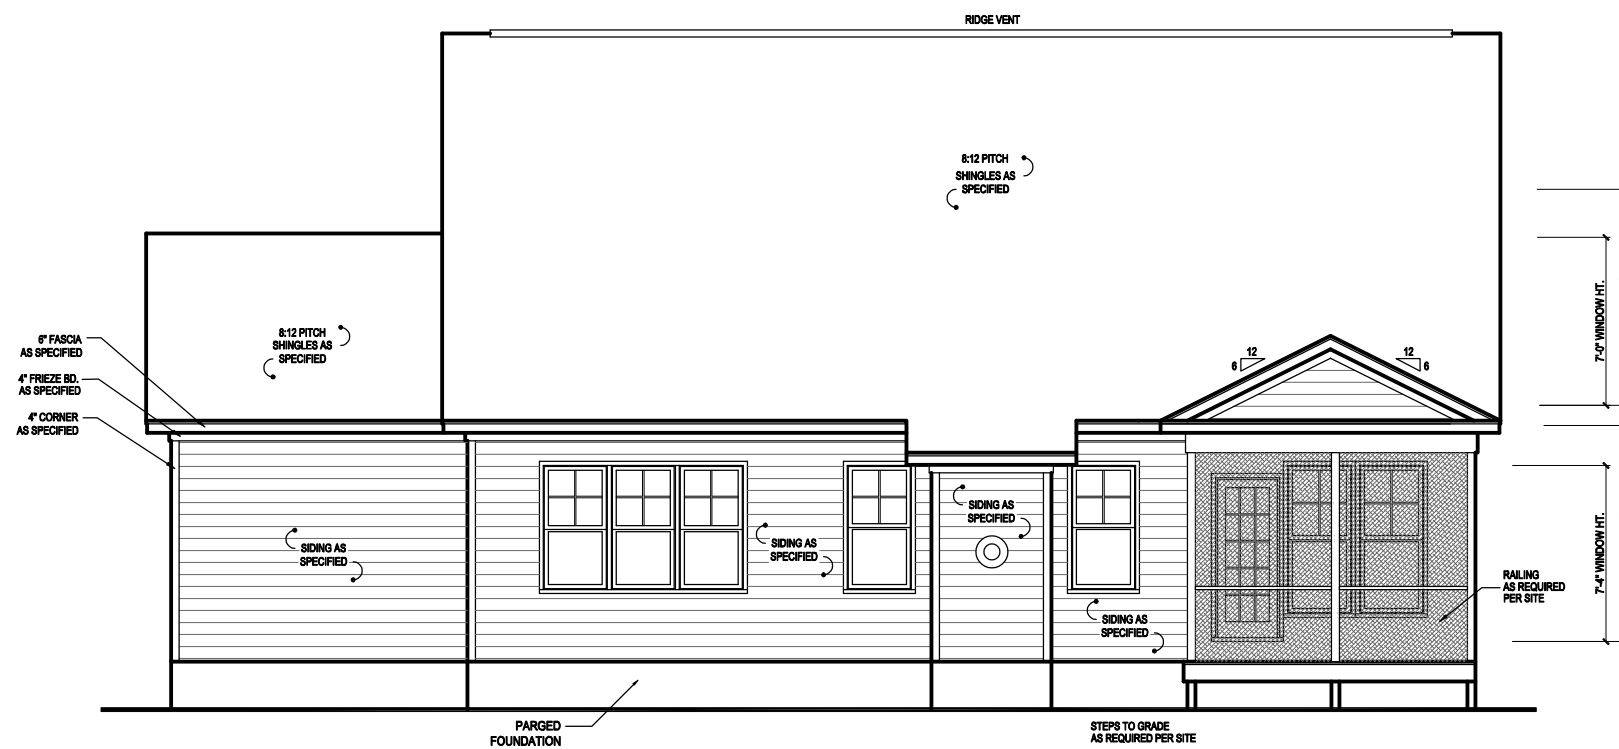 RIDGE VENT
8:12 PITCH
SHINGLES AS
SPECIFIED
8:12 PITCH
SHINGLES AS
SPECIFIED
6" FASCIA
AS SPECIFIED
4" FRIEZE BD.
AS SPECIFIED
4" CORNER
AS SPECIFIED
12
6
12
6
7'-0" WINDOW HT.
SIDING AS
SPECIFIED
SIDING AS
SPECIFIED
SIDING AS
SPECIFIED
SIDING AS
SPECIFIED
7'-4" WINDOW HT.
RAILING
AS REQUIRED
PER SITE
PARGED
FOUNDATION
STEPS TO GRADE
AS REQUIRED PER SITE